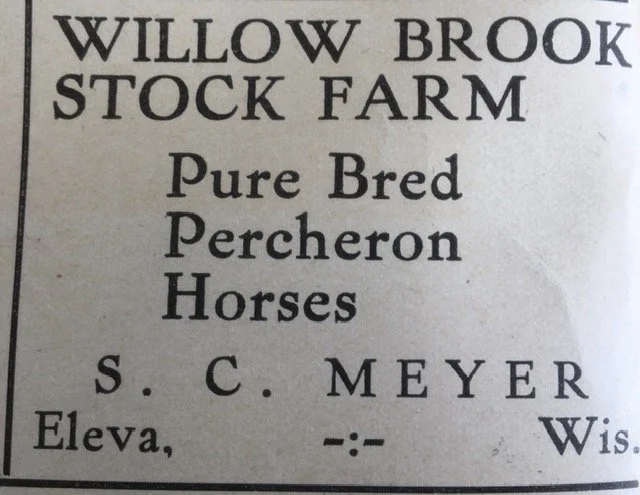 WILLOW BROOK
STOCK FARM
Pure Bred
Percheron
Horses
S. C. MEYER
Eleva, -:- Wis.